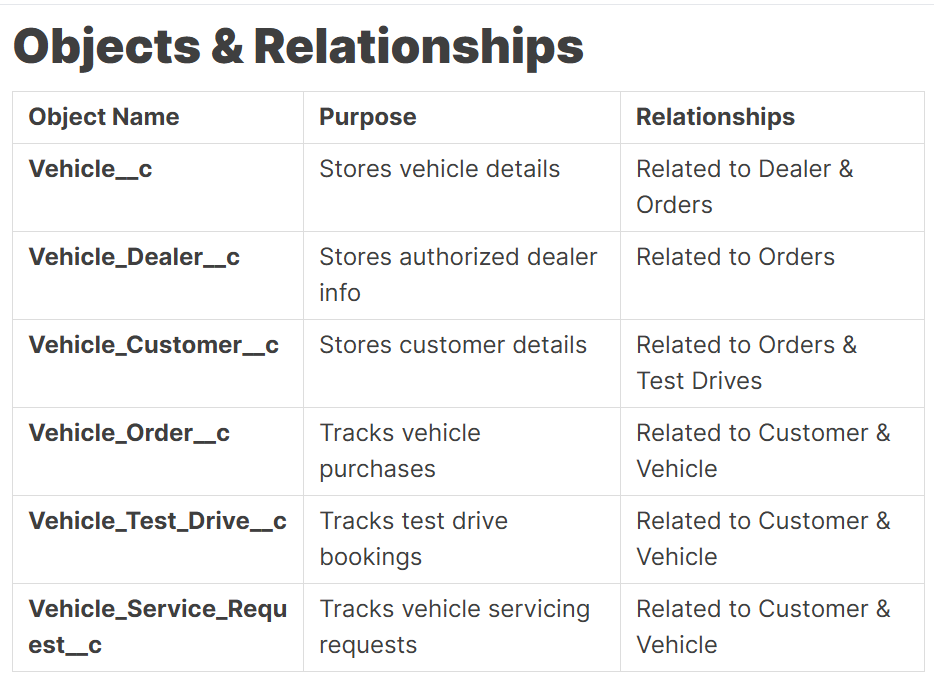 Objects & Relationships
Object Name Purpose Relationships
Vehicle__c Stores vehicle details Related to Dealer &
Orders
Vehicle_Dealer__c Stores authorized dealer Related to Orders
info
Vehicle_Customer__c Stores customer details Related to Orders &
Test Drives
Vehicle_Order__c Tracks vehicle Related to Customer &
purchases Vehicle
Vehicle_Test_Drive__c Tracks test drive Related to Customer &
bookings Vehicle
Vehicle_Service_Requ Tracks vehicle servicing Related to Customer &
est__c requests Vehicle